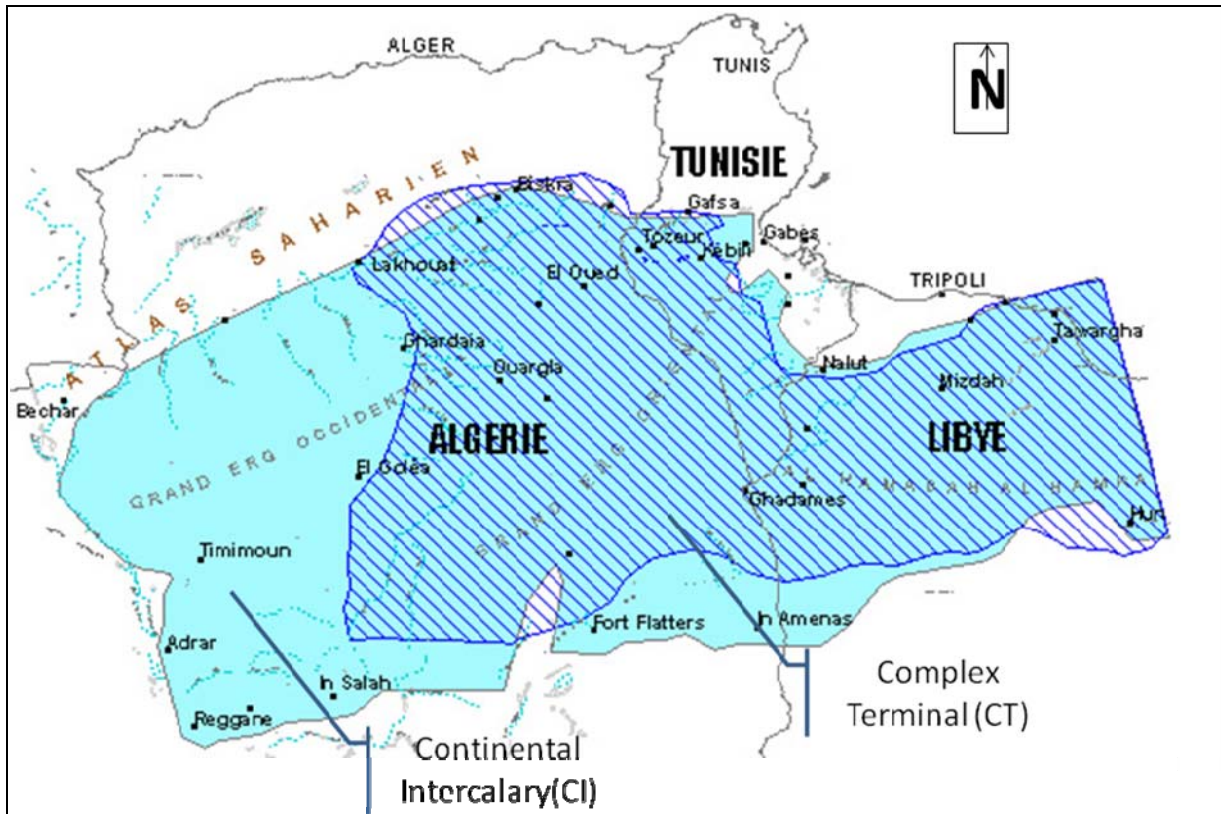 ALGER
TUNIS
N
TUNISIE
ATLAS SAHARIEN
Biskra
Gafsa
Tozeur
Kebili
Gabes
Lakhouat
El Oued
TRIPOLI
Tawargha
Ghardaia
Nalut
Ouargla
Mizdah
Bechar
GRAND ERG OCCIDENTAL
ALGERIE
GRAND ERG ORIENTAL
LIBYE
El Goléa
AL HAMADAH AL HAMRA
Ghadames
Hun
Timimoun
Fort Flatters
In Amenas
Adrar
In Salah
Reggane
Complex
Terminal (CT)
Continental
Intercalary(CI)